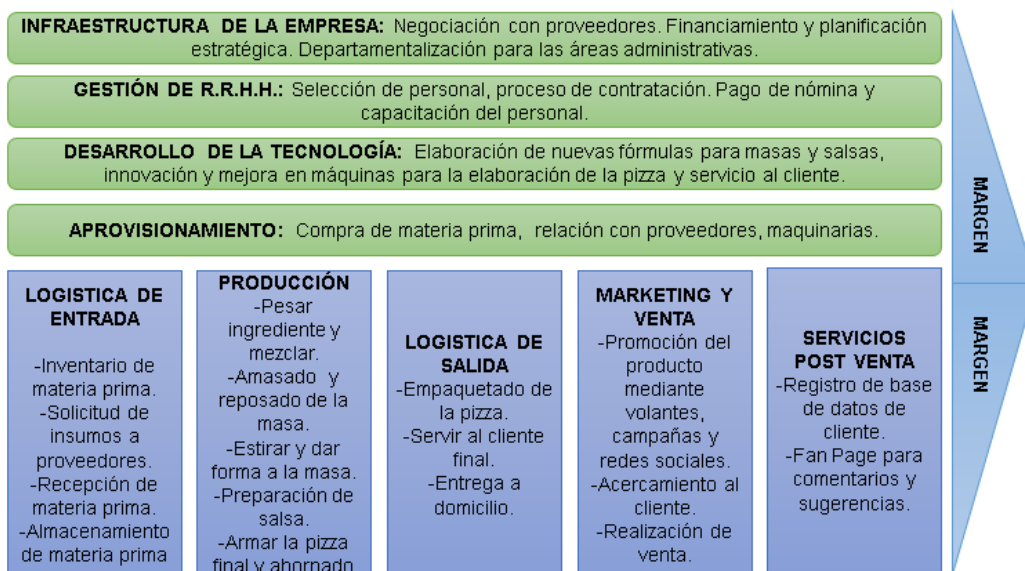 INFRAESTRUCTURA DE LA EMPRESA: Negociación con proveedores. Financiamiento y planificación
estratégica. Departamentalización para las áreas administrativas.
GESTIÓN DE R.R.H.H.: Selección de personal, proceso de contratación. Pago de nómina y
capacitación del personal.
DESARROLLO DE LA TECNOLOGÍA: Elaboración de nuevas fórmulas para masas y salsas,
innovación y mejora en máquinas para la elaboración de la pizza y servicio al cliente.
APROVISIONAMIENTO: Compra de materia prima, relación con proveedores, maquinarias.
MARGEN
LOGISTICA DE
ENTRADA
-Inventario de
materia prima.
-Solicitud de
insumos a
proveedores.
-Recepción de
materia prima.
-Almacenamiento
de materia prima
PRODUCCIÓN
-Pesar
ingrediente y
mezclar.
-Amasado y
reposado de la
masa.
-Estirar y dar
forma a la masa.
-Preparación de
salsa.
-Armar la pizza
final y ahornado
LOGISTICA DE
SALIDA
-Empaquetado de
la pizza.
-Servir al cliente
final.
-Entrega a
domicilio.
MARKETING Y
VENTA
-Promoción del
producto
mediante
volantes,
campañas y
redes sociales.
-Acercamiento al
cliente.
-Realización de
venta.
SERVICIOS
POST VENTA
-Registro de base
de datos de
cliente.
-Fan Page para
comentarios y
sugerencias.
MARGEN